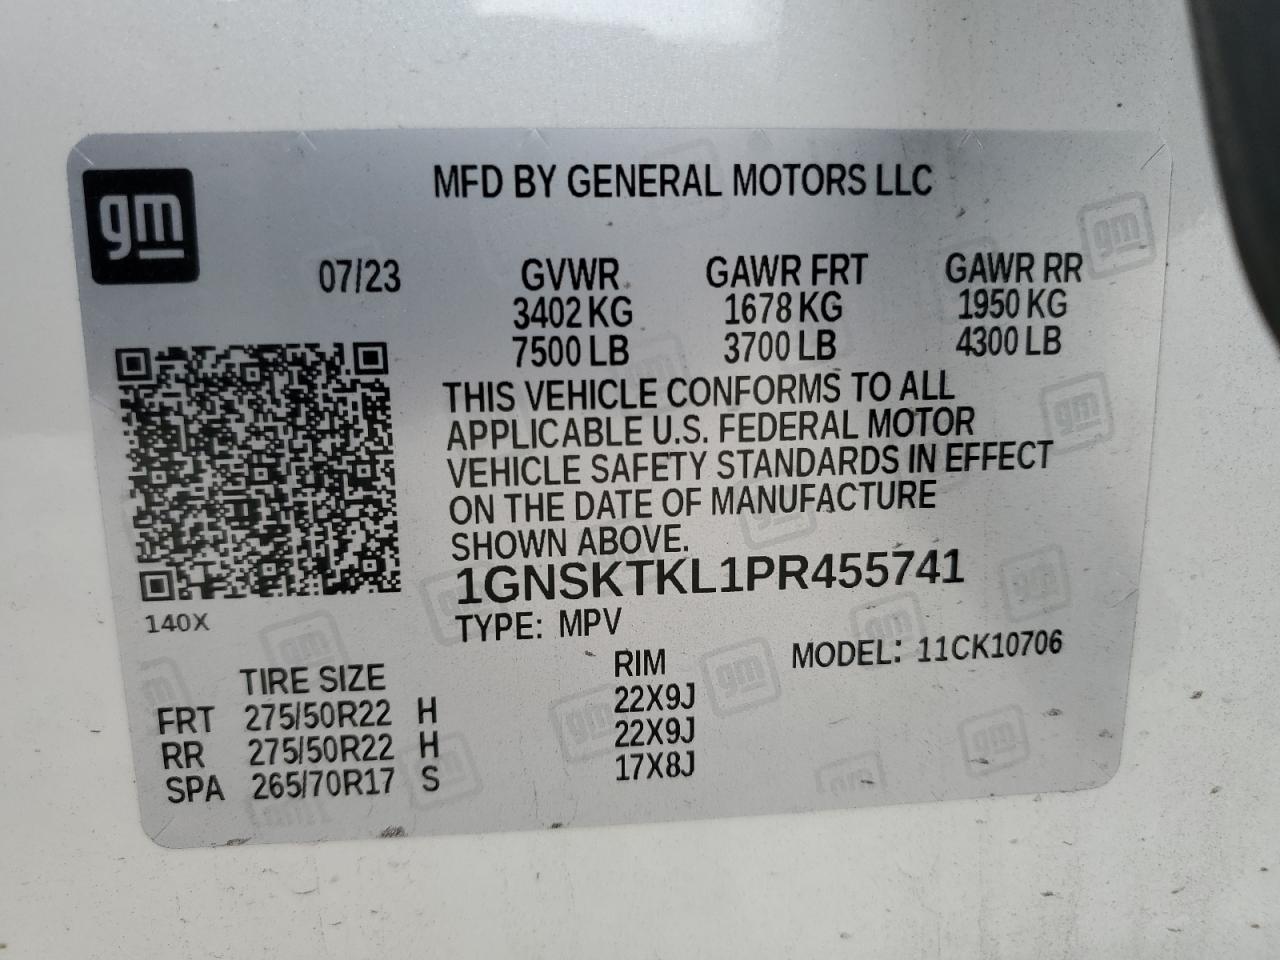 gm
MFD BY GENERAL MOTORS LLC
07/23 GVWR GAWR FRT GAWR RR
3402 KG 1678 KG 1950 KG
7500 LB 3700 LB 4300 LB
THIS VEHICLE CONFORMS TO ALL
APPLICABLE U.S. FEDERAL MOTOR
VEHICLE SAFETY STANDARDS IN EFFECT
ON THE DATE OF MANUFACTURE
SHOWN ABOVE.
1GNSKTKL1PR455741
140X
TYPE: MPV
MODEL: 11CK10706
TIRE SIZE RIM
FRT 275/50R22 H 22X9J
RR 275/50R22 H 22X9J
SPA 265/70R17 S 17X8J